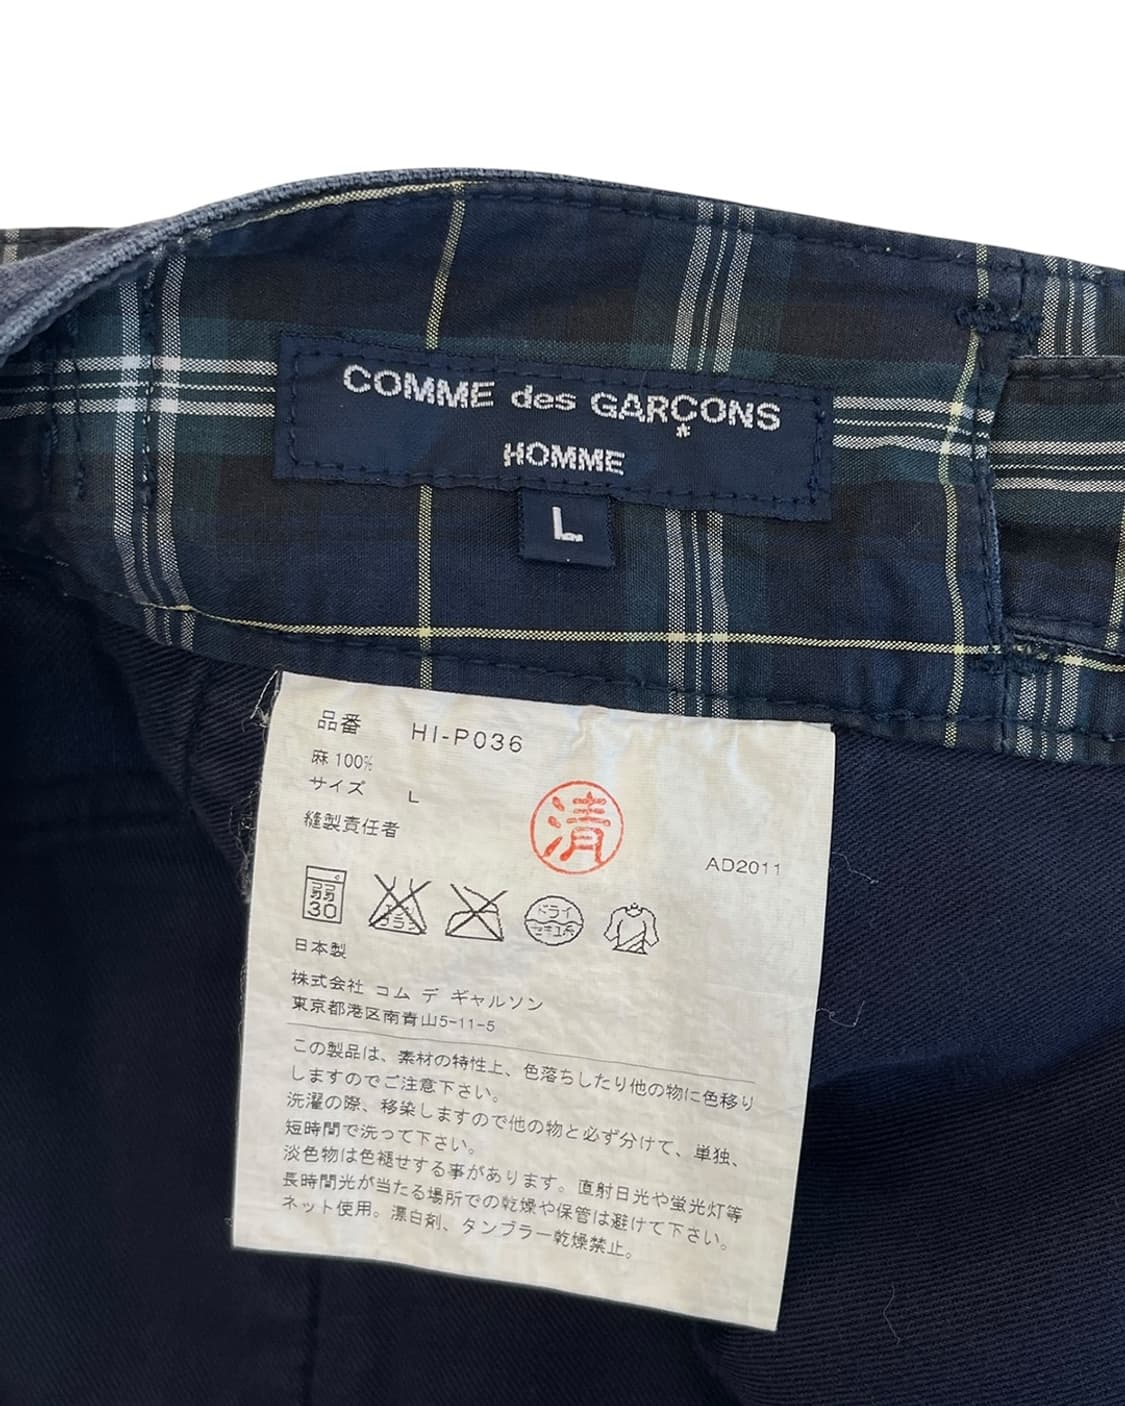 COMME des GARÇONS
HOMME
L
品番 HI-P036
麻 100%
サイズ L
縫製責任者
清
AD2011
弱
30
ドライ
セキユ系
日本製
株式会社 コム デ ギャルソン
東京都港区南青山5-11-5
この製品は、素材の特性上、色落ちしたり他の物に色移り
しますのでご注意下さい。
洗濯の際、移染しますので他の物と必ず分けて、単独、
短時間で洗って下さい。
淡色物は色褪せする事があります。直射日光や蛍光灯等
長時間光が当たる場所での乾燥や保管は避けて下さい。
ネット使用。漂白剤、タンブラー乾燥禁止。